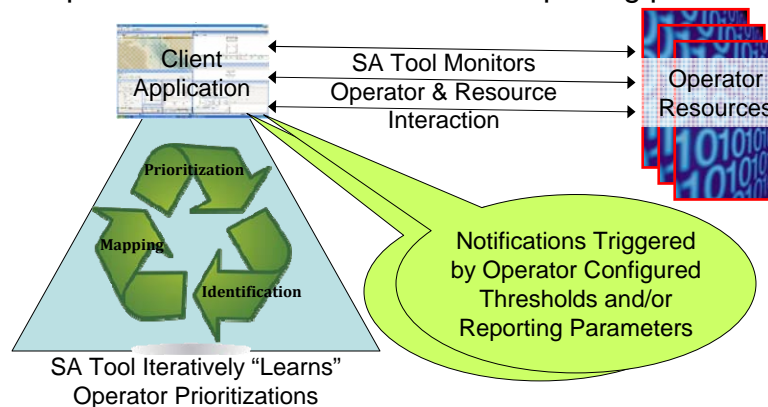 Client
Application
SA Tool Monitors
Operator & Resource
Interaction
Operator
Resources
Prioritization
Mapping
Identification
Notifications Triggered
by Operator Configured
Thresholds and/or
Reporting Parameters
SA Tool Iteratively “Learns”
Operator Prioritizations